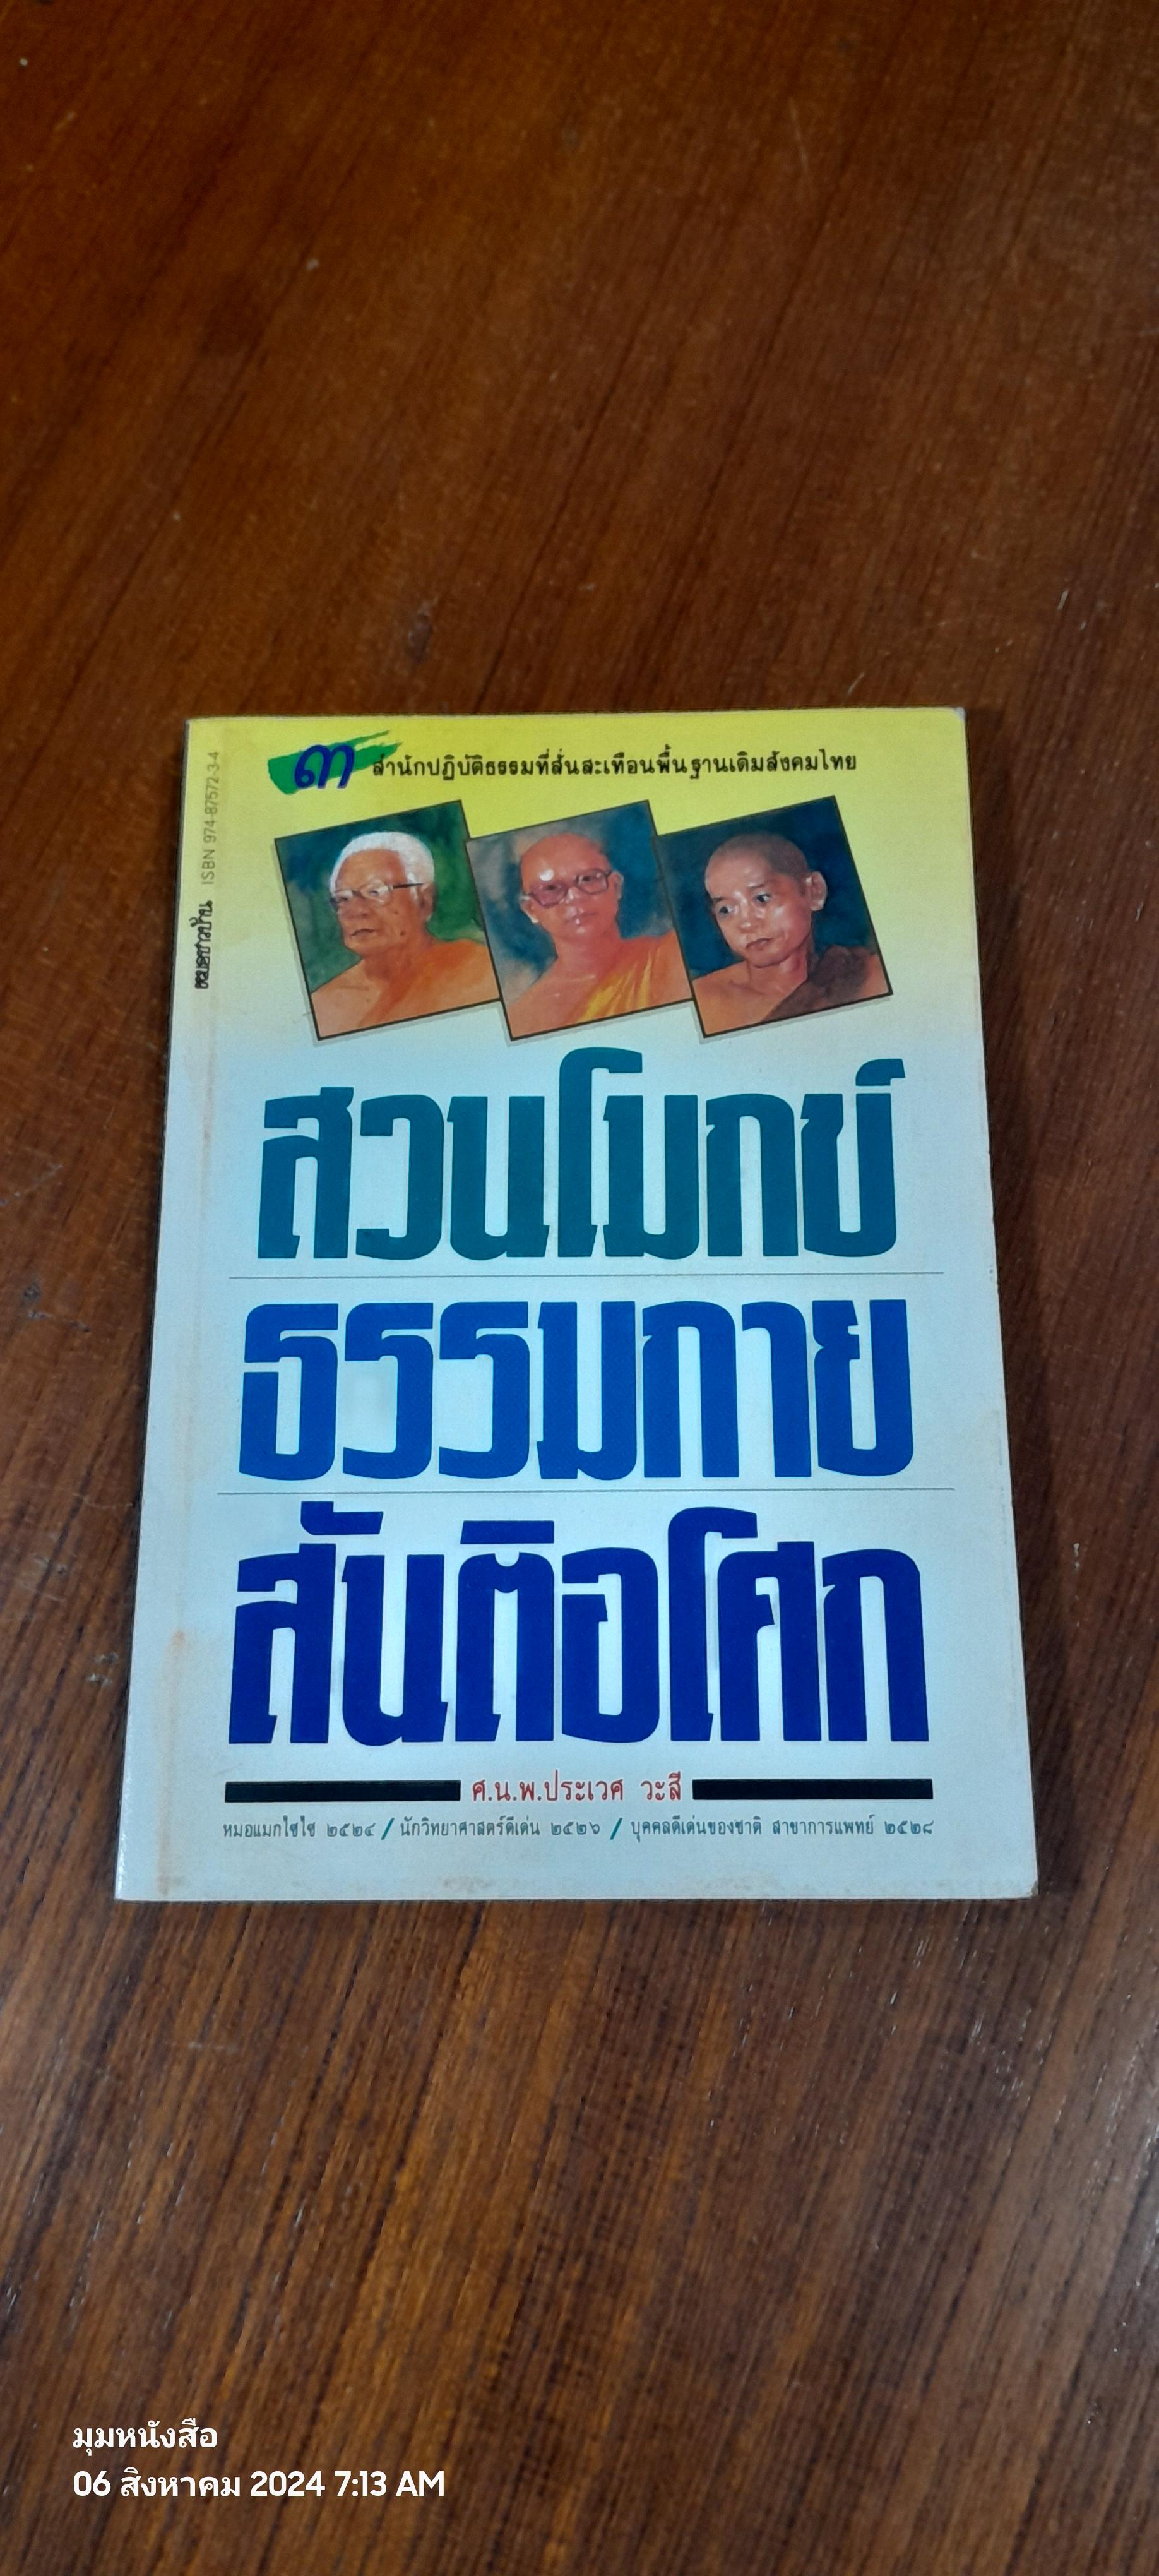 ๓ สำนักปฏิบัติธรรมที่สั่นสะเทือนพื้นฐานเดิมสังคมไทย
หมอชาวบ้าน ISBN 974-87572-3-4
สวนโมกข์
ธรรมกาย
สันติอโศก
ศ.น.พ.ประเวศ วะสี
หมอแมกไซไซ ๒๕๒๔ / นักวิทยาศาสตร์ดีเด่น ๒๕๒๖ / บุคคลดีเด่นของชาติ สาขาการแพทย์ ๒๕๒๘
มุมหนังสือ
06 สิงหาคม 2024 7:13 AM